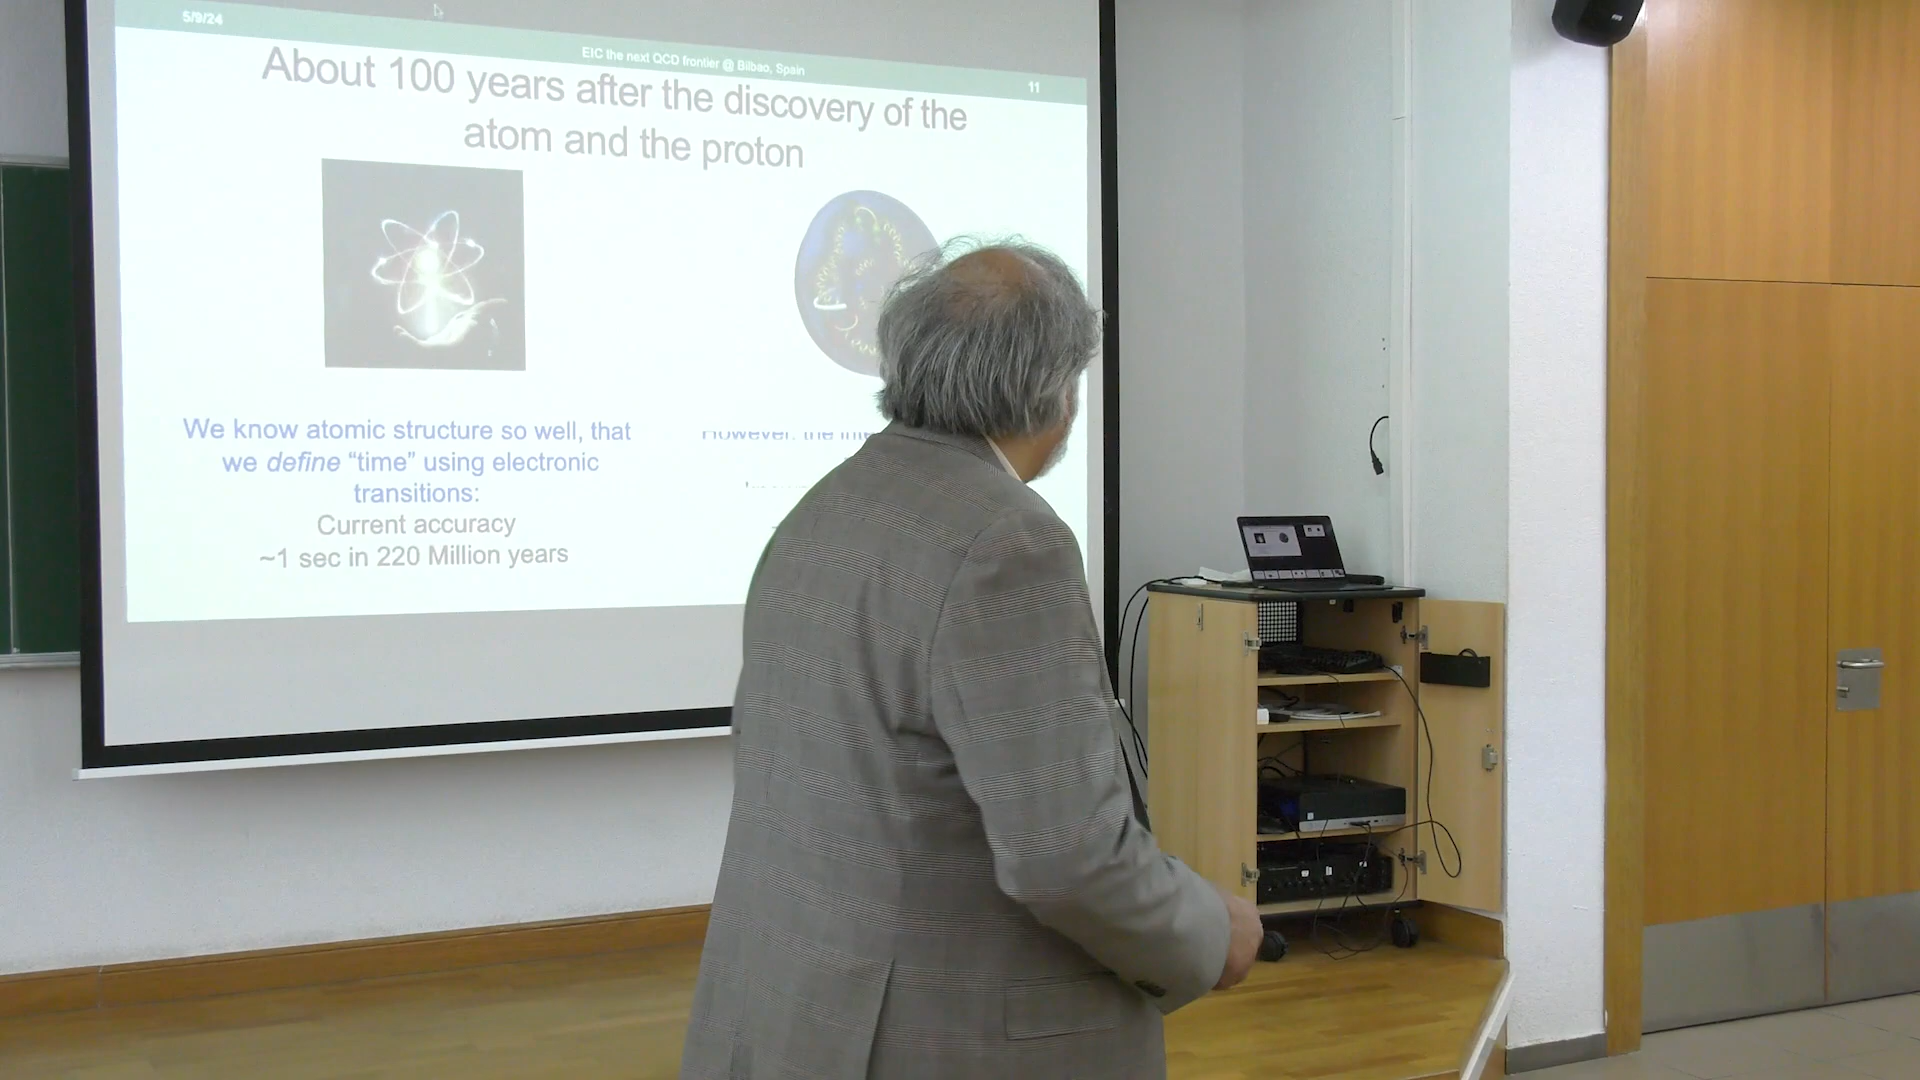 5/9/24
EIC the next QCD frontier @ Bilbao, Spain
11
About 100 years after the discovery of the
atom and the proton
We know atomic structure so well, that
we define “time” using electronic
transitions:
Current accuracy
~1 sec in 220 Million years
However, the